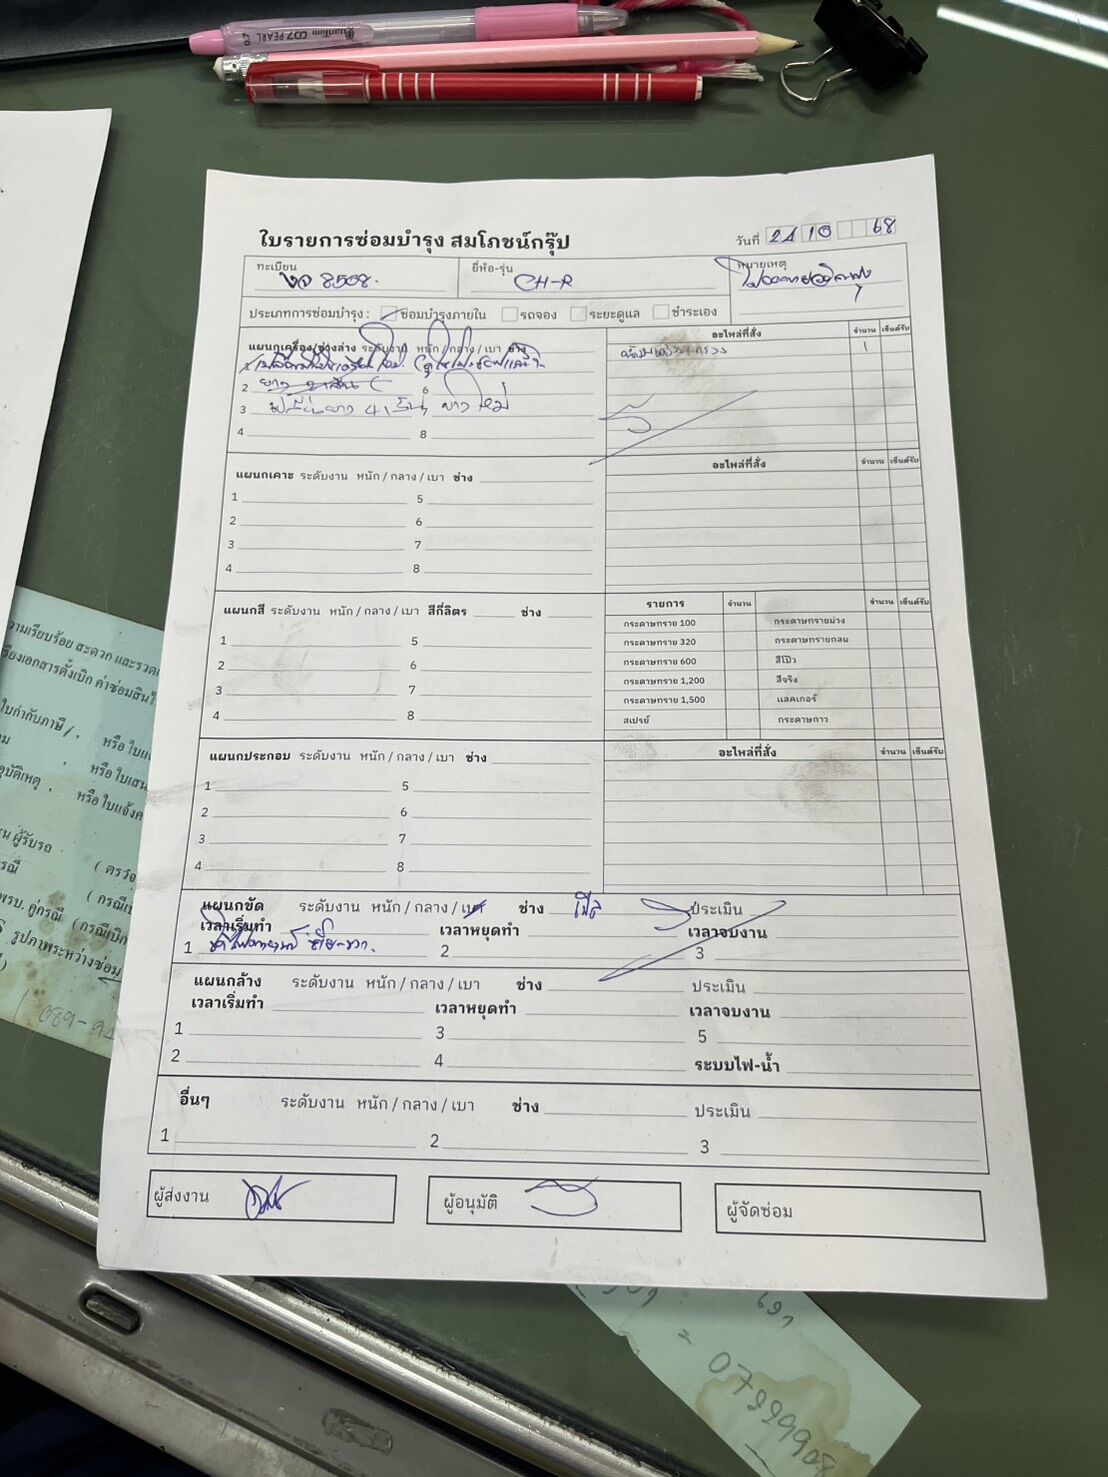 Quantum 007 PEARL 0.7
ใบรายการซ่อมบำรุง สมโภชน์กรุ๊ป
วันที่ 24 10 68
ทะเบียน 8508. ยี่ห้อ-รุ่น CH-R หมายเหตุ
ประเภทการซ่อมบำรุง : ซ่อมบำรุงภายใน รถจอง ระยะดูแล ชำระเอง
แผนกเครื่อง/ช่วงล่าง ระดับงาน หนัก / กลาง / เบา ช่าง
อะไหล่ที่สั่ง จำนวน เซ็นต์รับ
1
2 ยาง 2 เส้น 6
3 เปลี่ยนยาง 4 เส้น ยางใหม่
4 8
แผนกเคาะ ระดับงาน หนัก / กลาง / เบา ช่าง
อะไหล่ที่สั่ง จำนวน เซ็นต์รับ
1 5
2 6
3 7
4 8
แผนกสี ระดับงาน หนัก / กลาง / เบา สีกี่ลิตร ช่าง
รายการ จำนวน จำนวน เซ็นต์รับ
กระดาษทราย 100 กระดาษทรายม่วง
กระดาษทราย 320 กระดาษทรายกลม
กระดาษทราย 600 สีโป๊ว
กระดาษทราย 1,200 สีจริง
กระดาษทราย 1,500 แลคเกอร์
สเปรย์ กระดาษกาว
1 5
2 6
3 7
4 8
แผนกประกอบ ระดับงาน หนัก / กลาง / เบา ช่าง
อะไหล่ที่สั่ง จำนวน เซ็นต์รับ
1 5
2 6
3 7
4 8
แผนกขัด ระดับงาน หนัก / กลาง / เบา ช่าง ประเมิน
เวลาเริ่มทำ เวลาหยุดทำ เวลาจบงาน
1 2 3
แผนกล้าง ระดับงาน หนัก / กลาง / เบา ช่าง ประเมิน
เวลาเริ่มทำ เวลาหยุดทำ เวลาจบงาน
1 3 5
2 4 ระบบไฟ-น้ำ
อื่นๆ ระดับงาน หนัก / กลาง / เบา ช่าง ประเมิน
1 2 3
ผู้ส่งงาน ผู้อนุมัติ ผู้จัดซ่อม